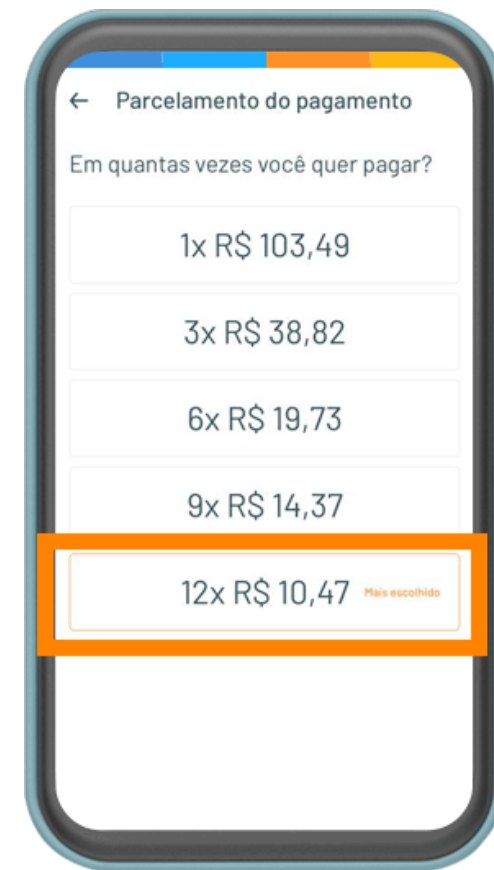 ← Parcelamento do pagamento
Em quantas vezes você quer pagar?
1x R$ 103,49
3x R$ 38,82
6x R$ 19,73
9x R$ 14,37
12x R$ 10,47 Mais escolhido